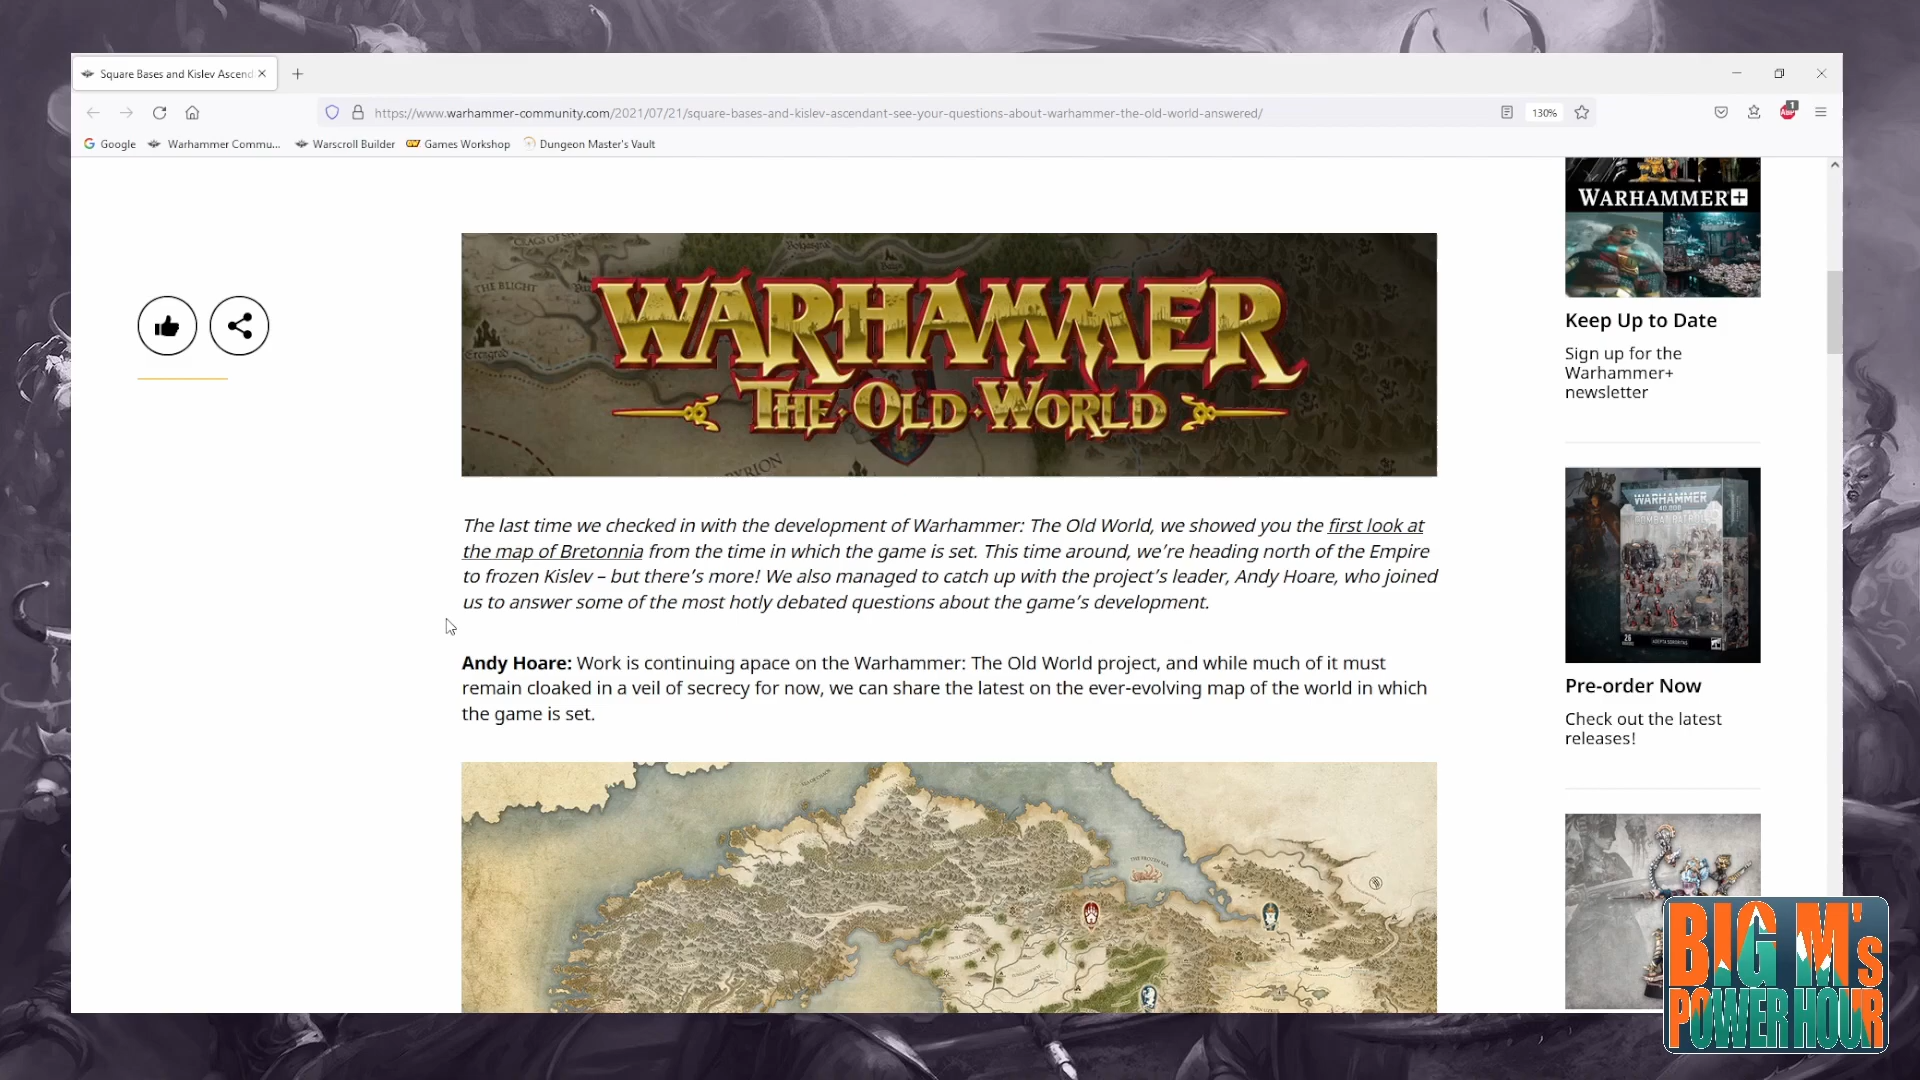 Square Bases and Kislev Ascend
https://www.warhammer-community.com/2021/07/21/square-bases-and-kislev-ascendant-see-your-questions-about-warhammer-the-old-world-answered/
130%
1
Google
Warhammer Commu...
Warscroll Builder
Games Workshop
Dungeon Master's Vault
WARHAMMER+
THE BLIGHT
Erengrad
WARHAMMER
THE·OLD·WORLD
Keep Up to Date
Sign up for the
Warhammer+
newsletter
The last time we checked in with the development of Warhammer: The Old World, we showed you the first look at
the map of Bretonnia from the time in which the game is set. This time around, we're heading north of the Empire
to frozen Kislev – but there's more! We also managed to catch up with the project's leader, Andy Hoare, who joined
us to answer some of the most hotly debated questions about the game's development.
Andy Hoare: Work is continuing apace on the Warhammer: The Old World project, and while much of it must
remain cloaked in a veil of secrecy for now, we can share the latest on the ever-evolving map of the world in which
the game is set.
WARHAMMER
40,000
COMBAT PATROL
26
ADEPTA SORORITAS
Pre-order Now
Check out the latest
releases!
THE FROZEN SEA
BIG M's
POWER HOUR